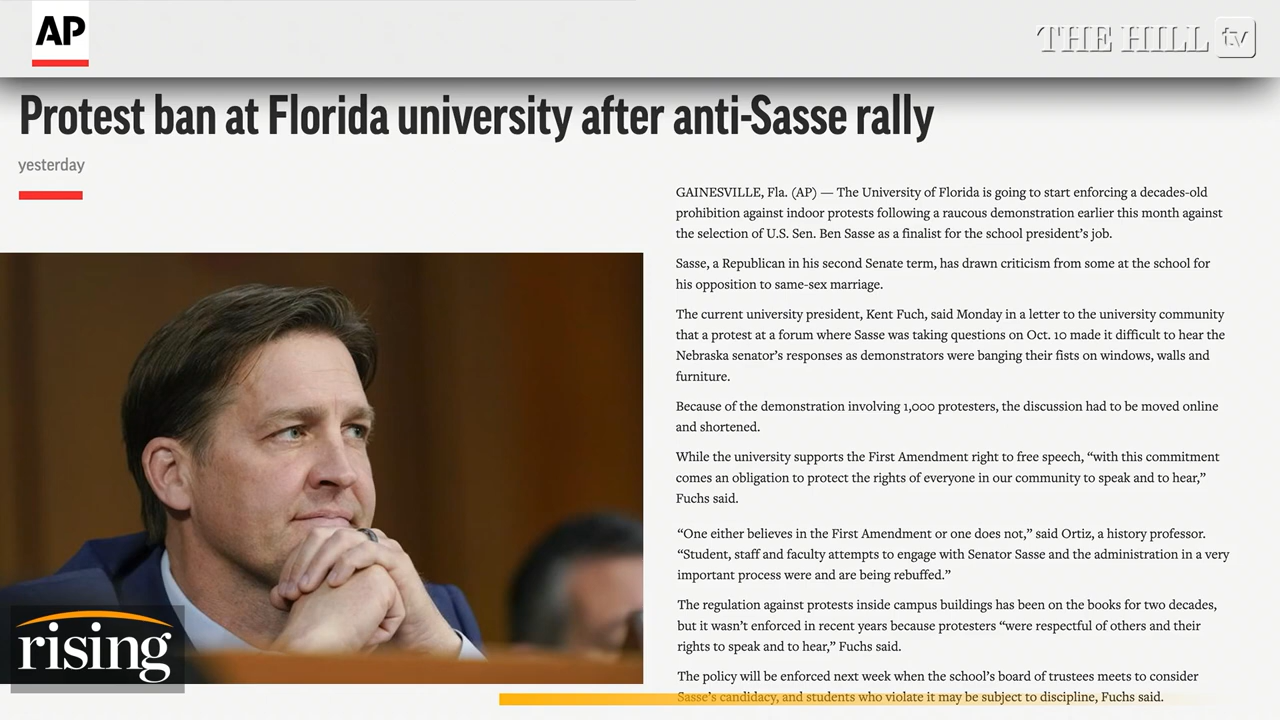 AP
THE HILL tv
Protest ban at Florida university after anti-Sasse rally
yesterday
GAINESVILLE, Fla. (AP) — The University of Florida is going to start enforcing a decades-old
prohibition against indoor protests following a raucous demonstration earlier this month against
the selection of U.S. Sen. Ben Sasse as a finalist for the school president’s job.
Sasse, a Republican in his second Senate term, has drawn criticism from some at the school for
his opposition to same-sex marriage.
The current university president, Kent Fuch, said Monday in a letter to the university community
that a protest at a forum where Sasse was taking questions on Oct. 10 made it difficult to hear the
Nebraska senator’s responses as demonstrators were banging their fists on windows, walls and
furniture.
Because of the demonstration involving 1,000 protesters, the discussion had to be moved online
and shortened.
While the university supports the First Amendment right to free speech, “with this commitment
comes an obligation to protect the rights of everyone in our community to speak and to hear,”
Fuchs said.
“One either believes in the First Amendment or one does not,” said Ortiz, a history professor.
“Student, staff and faculty attempts to engage with Senator Sasse and the administration in a very
important process were and are being rebuffed.”
The regulation against protests inside campus buildings has been on the books for two decades,
but it wasn’t enforced in recent years because protesters “were respectful of others and their
rights to speak and to hear,” Fuchs said.
The policy will be enforced next week when the school’s board of trustees meets to consider
Sasse’s candidacy, and students who violate it may be subject to discipline, Fuchs said.
rising